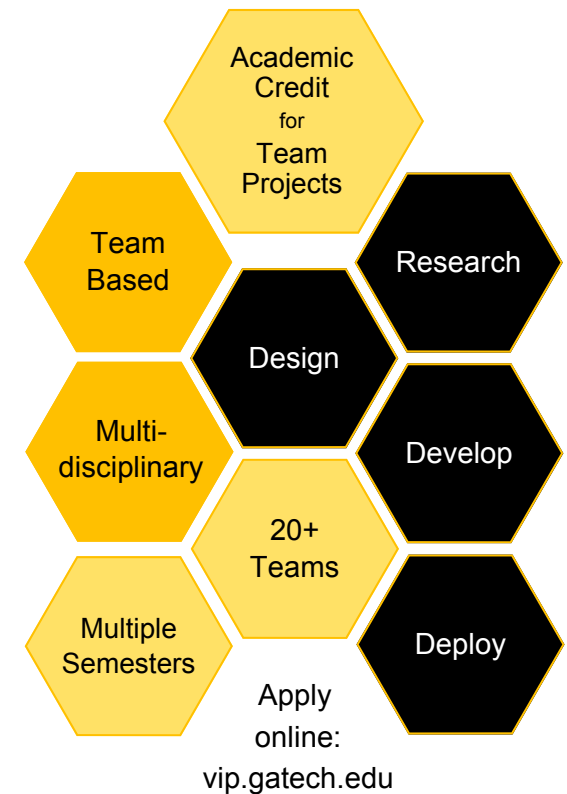 Academic
Credit
for
Team
Projects
Team
Based
Research
Design
Multi-
disciplinary
Develop
20+
Teams
Multiple
Semesters
Deploy
Apply
online:
vip.gatech.edu